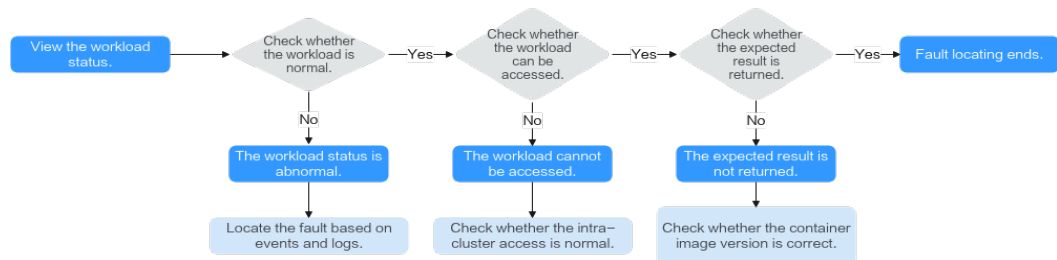 View the workload
status.
Check whether
the workload is
normal.
Yes
Check whether
the workload
can be
accessed.
Yes
Check whether
the expected
result is
returned.
Yes
Fault locating ends.
No
No
No
The workload status is
abnormal.
The workload cannot
be accessed.
The expected result is
not returned.
Locate the fault based on
events and logs.
Check whether the intra–
cluster access is normal.
Check whether the container
image version is correct.